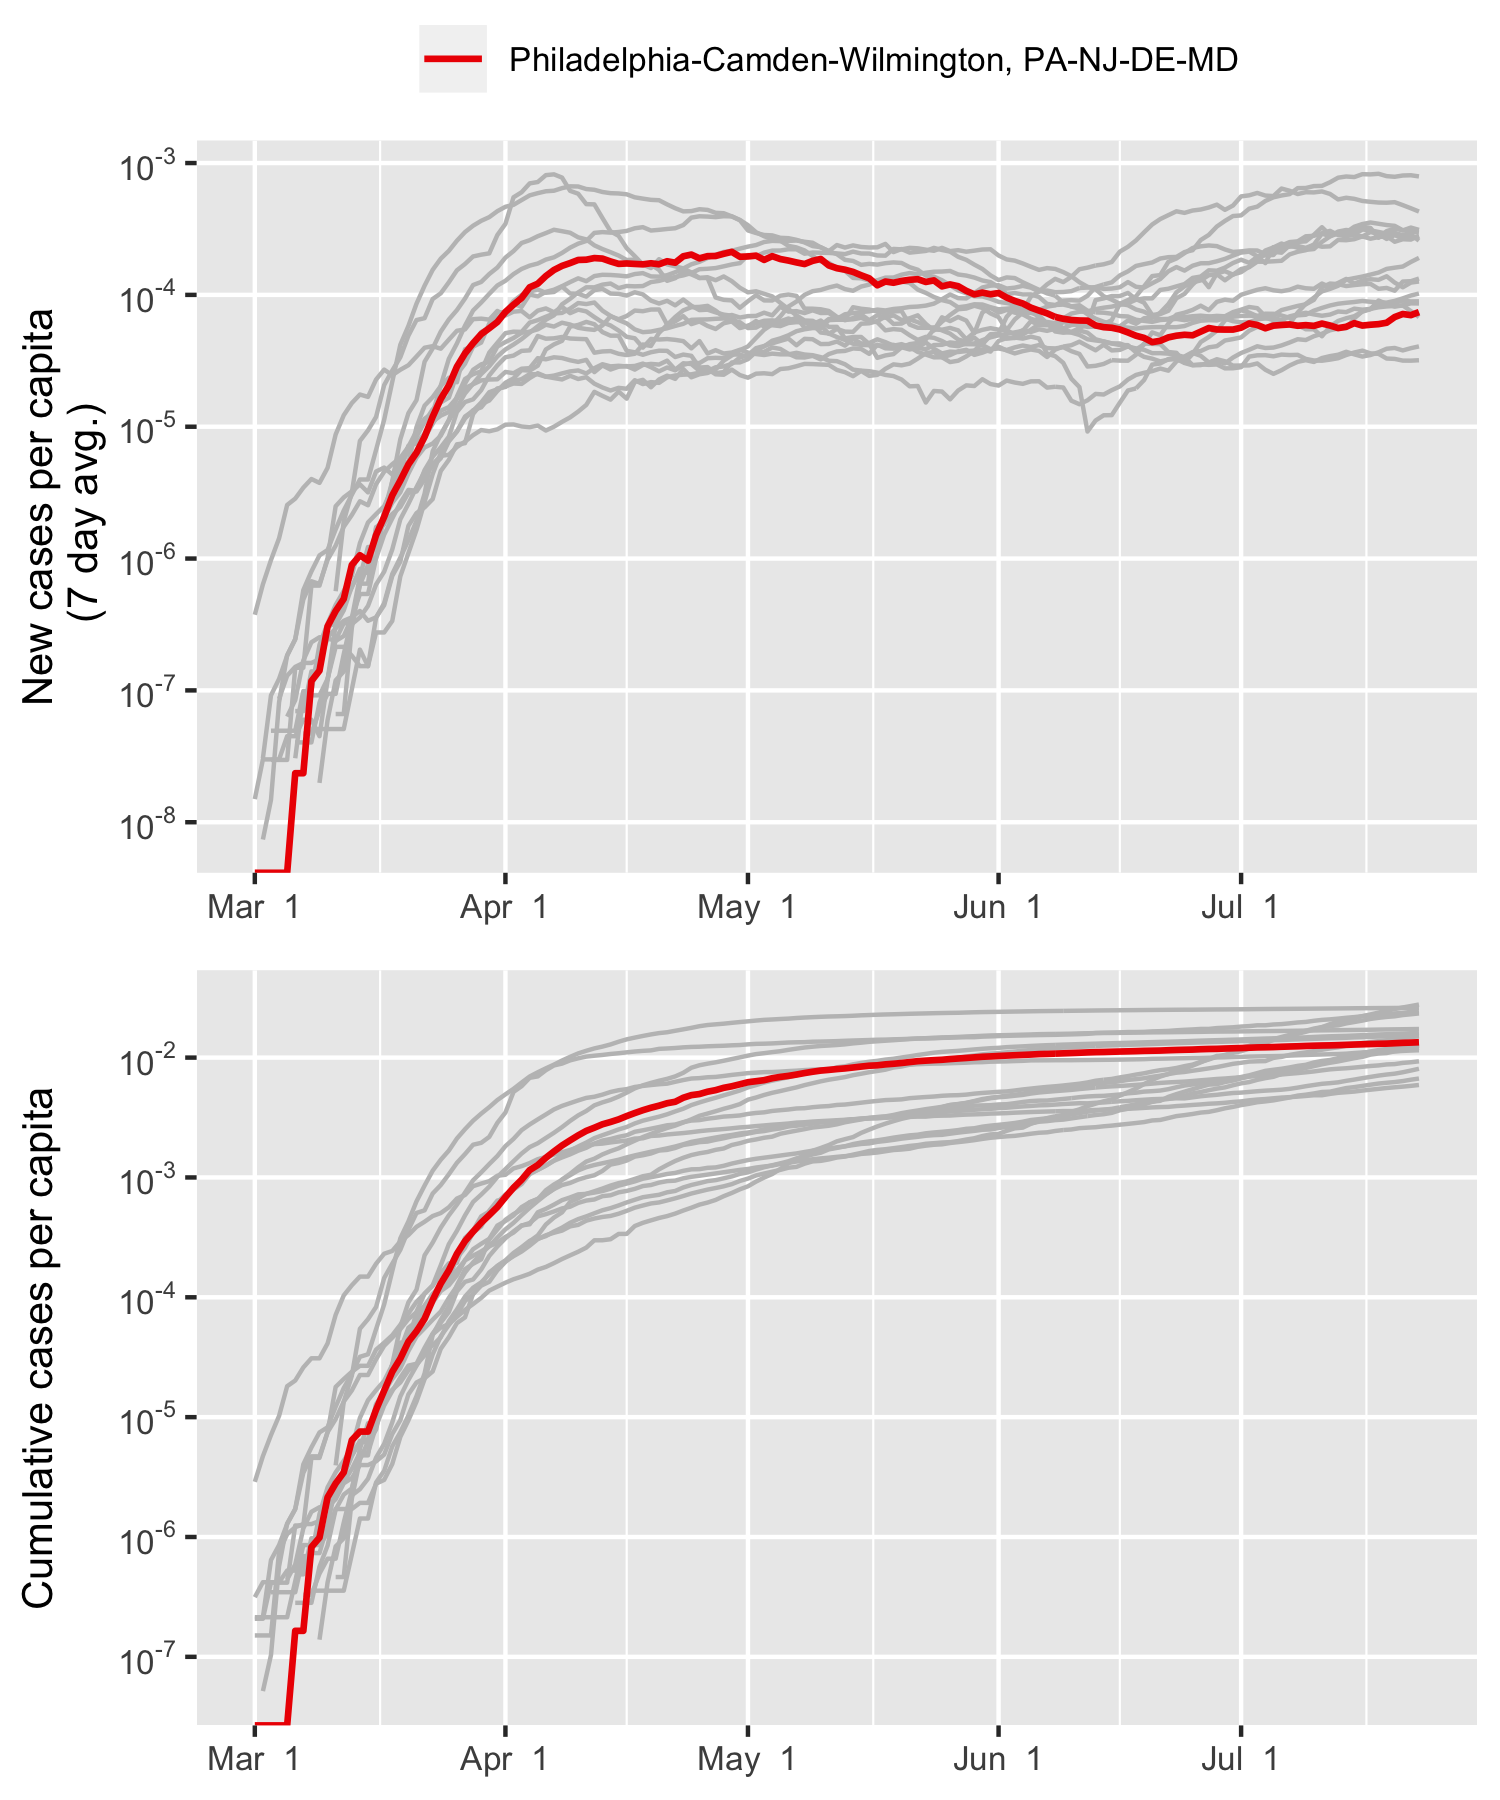 Philadelphia-Camden-Wilmington, PA-NJ-DE-MD
New cases per capita
(7 day avg.)
10⁻³
10⁻⁴
10⁻⁵
10⁻⁶
10⁻⁷
10⁻⁸
Mar 1 Apr 1 May 1 Jun 1 Jul 1
Cumulative cases per capita
10⁻²
10⁻³
10⁻⁴
10⁻⁵
10⁻⁶
10⁻⁷
Mar 1 Apr 1 May 1 Jun 1 Jul 1